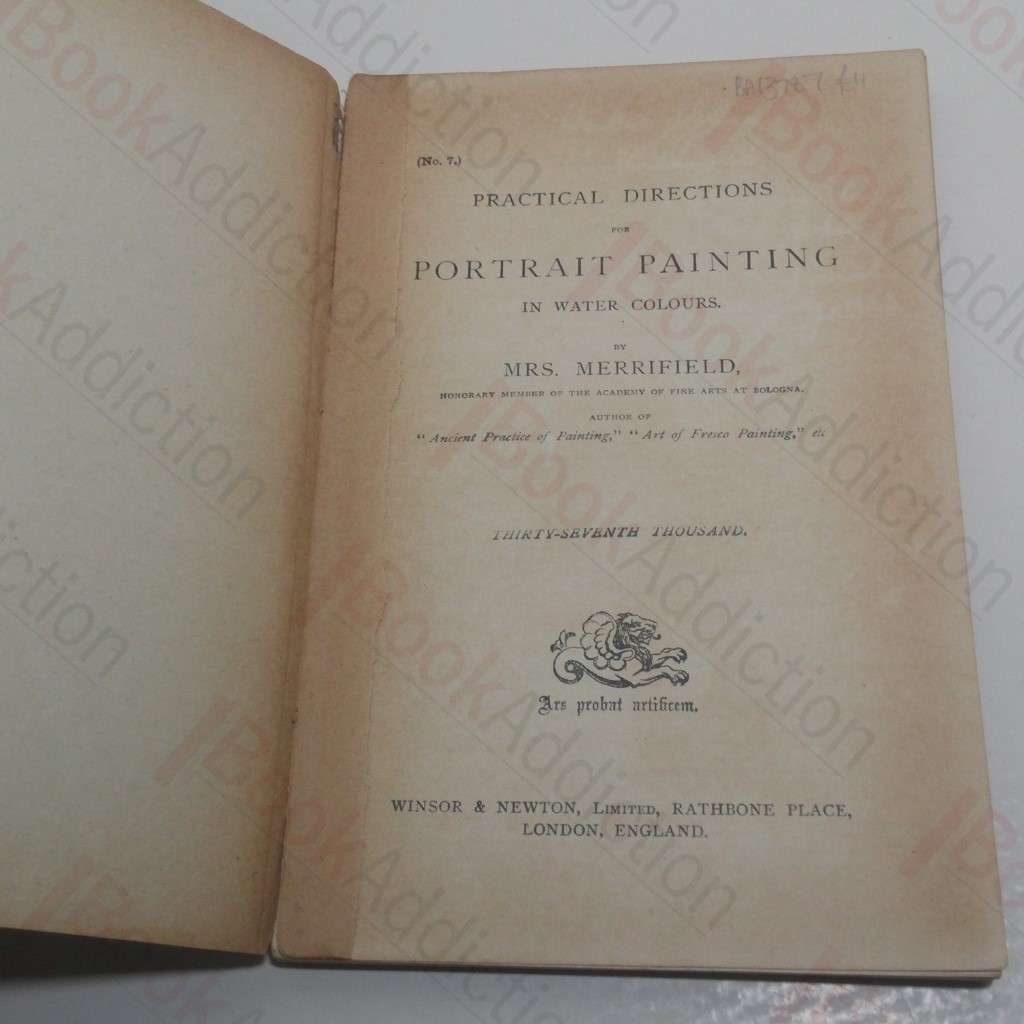 (No. 7.)
PRACTICAL DIRECTIONS
FOR
PORTRAIT PAINTING
IN WATER COLOURS.
BY
MRS. MERRIFIELD,
HONORARY MEMBER OF THE ACADEMY OF FINE ARTS AT BOLOGNA.
AUTHOR OF
"Ancient Practice of Painting," "Art of Fresco Painting," etc
THIRTY-SEVENTH THOUSAND.
Ars probat artificem.
WINSOR & NEWTON, LIMITED, RATHBONE PLACE,
LONDON, ENGLAND.
BookAddiction